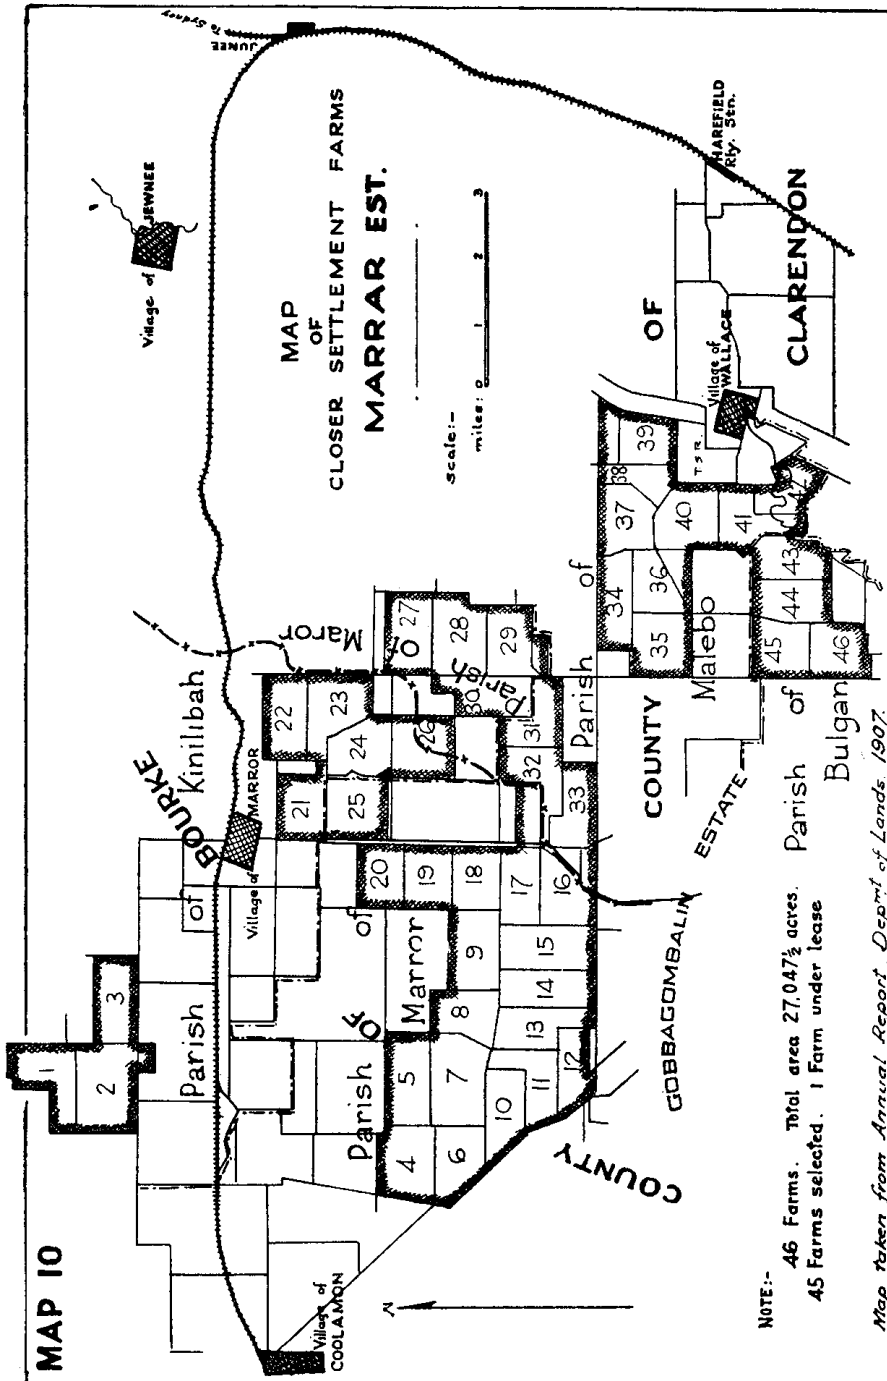 MAP 10
MAP
OF
CLOSER SETTLEMENT FARMS
MARRAR EST.
scale:-
miles: 0 1 2 3
To Sydney
JUNEE
Village of JEWNEE
HAREFIELD
Rly. Stn.
Village of
COOLAMON
Village of MARROR
Village of
WALLACE
T S R
COUNTY OF BOURKE
COUNTY OF CLARENDON
Parish of Kinilibah
Parish of Marror
Parish of Maror
Parish of Malebo
Parish of Bulgan
GOBBAGOMBALIN ESTATE
N
1
2
3
4
5
6
7
8
9
10
11
12
13
14
15
16
17
18
19
20
21
22
23
24
25
26
27
28
29
30
31
32
33
34
35
36
37
38
39
40
41
43
44
45
46
NOTE:-
46 Farms. Total area 27,047½ acres.
45 Farms selected. 1 Farm under lease
Map taken from Annual Report Depmt of Lands 1907.